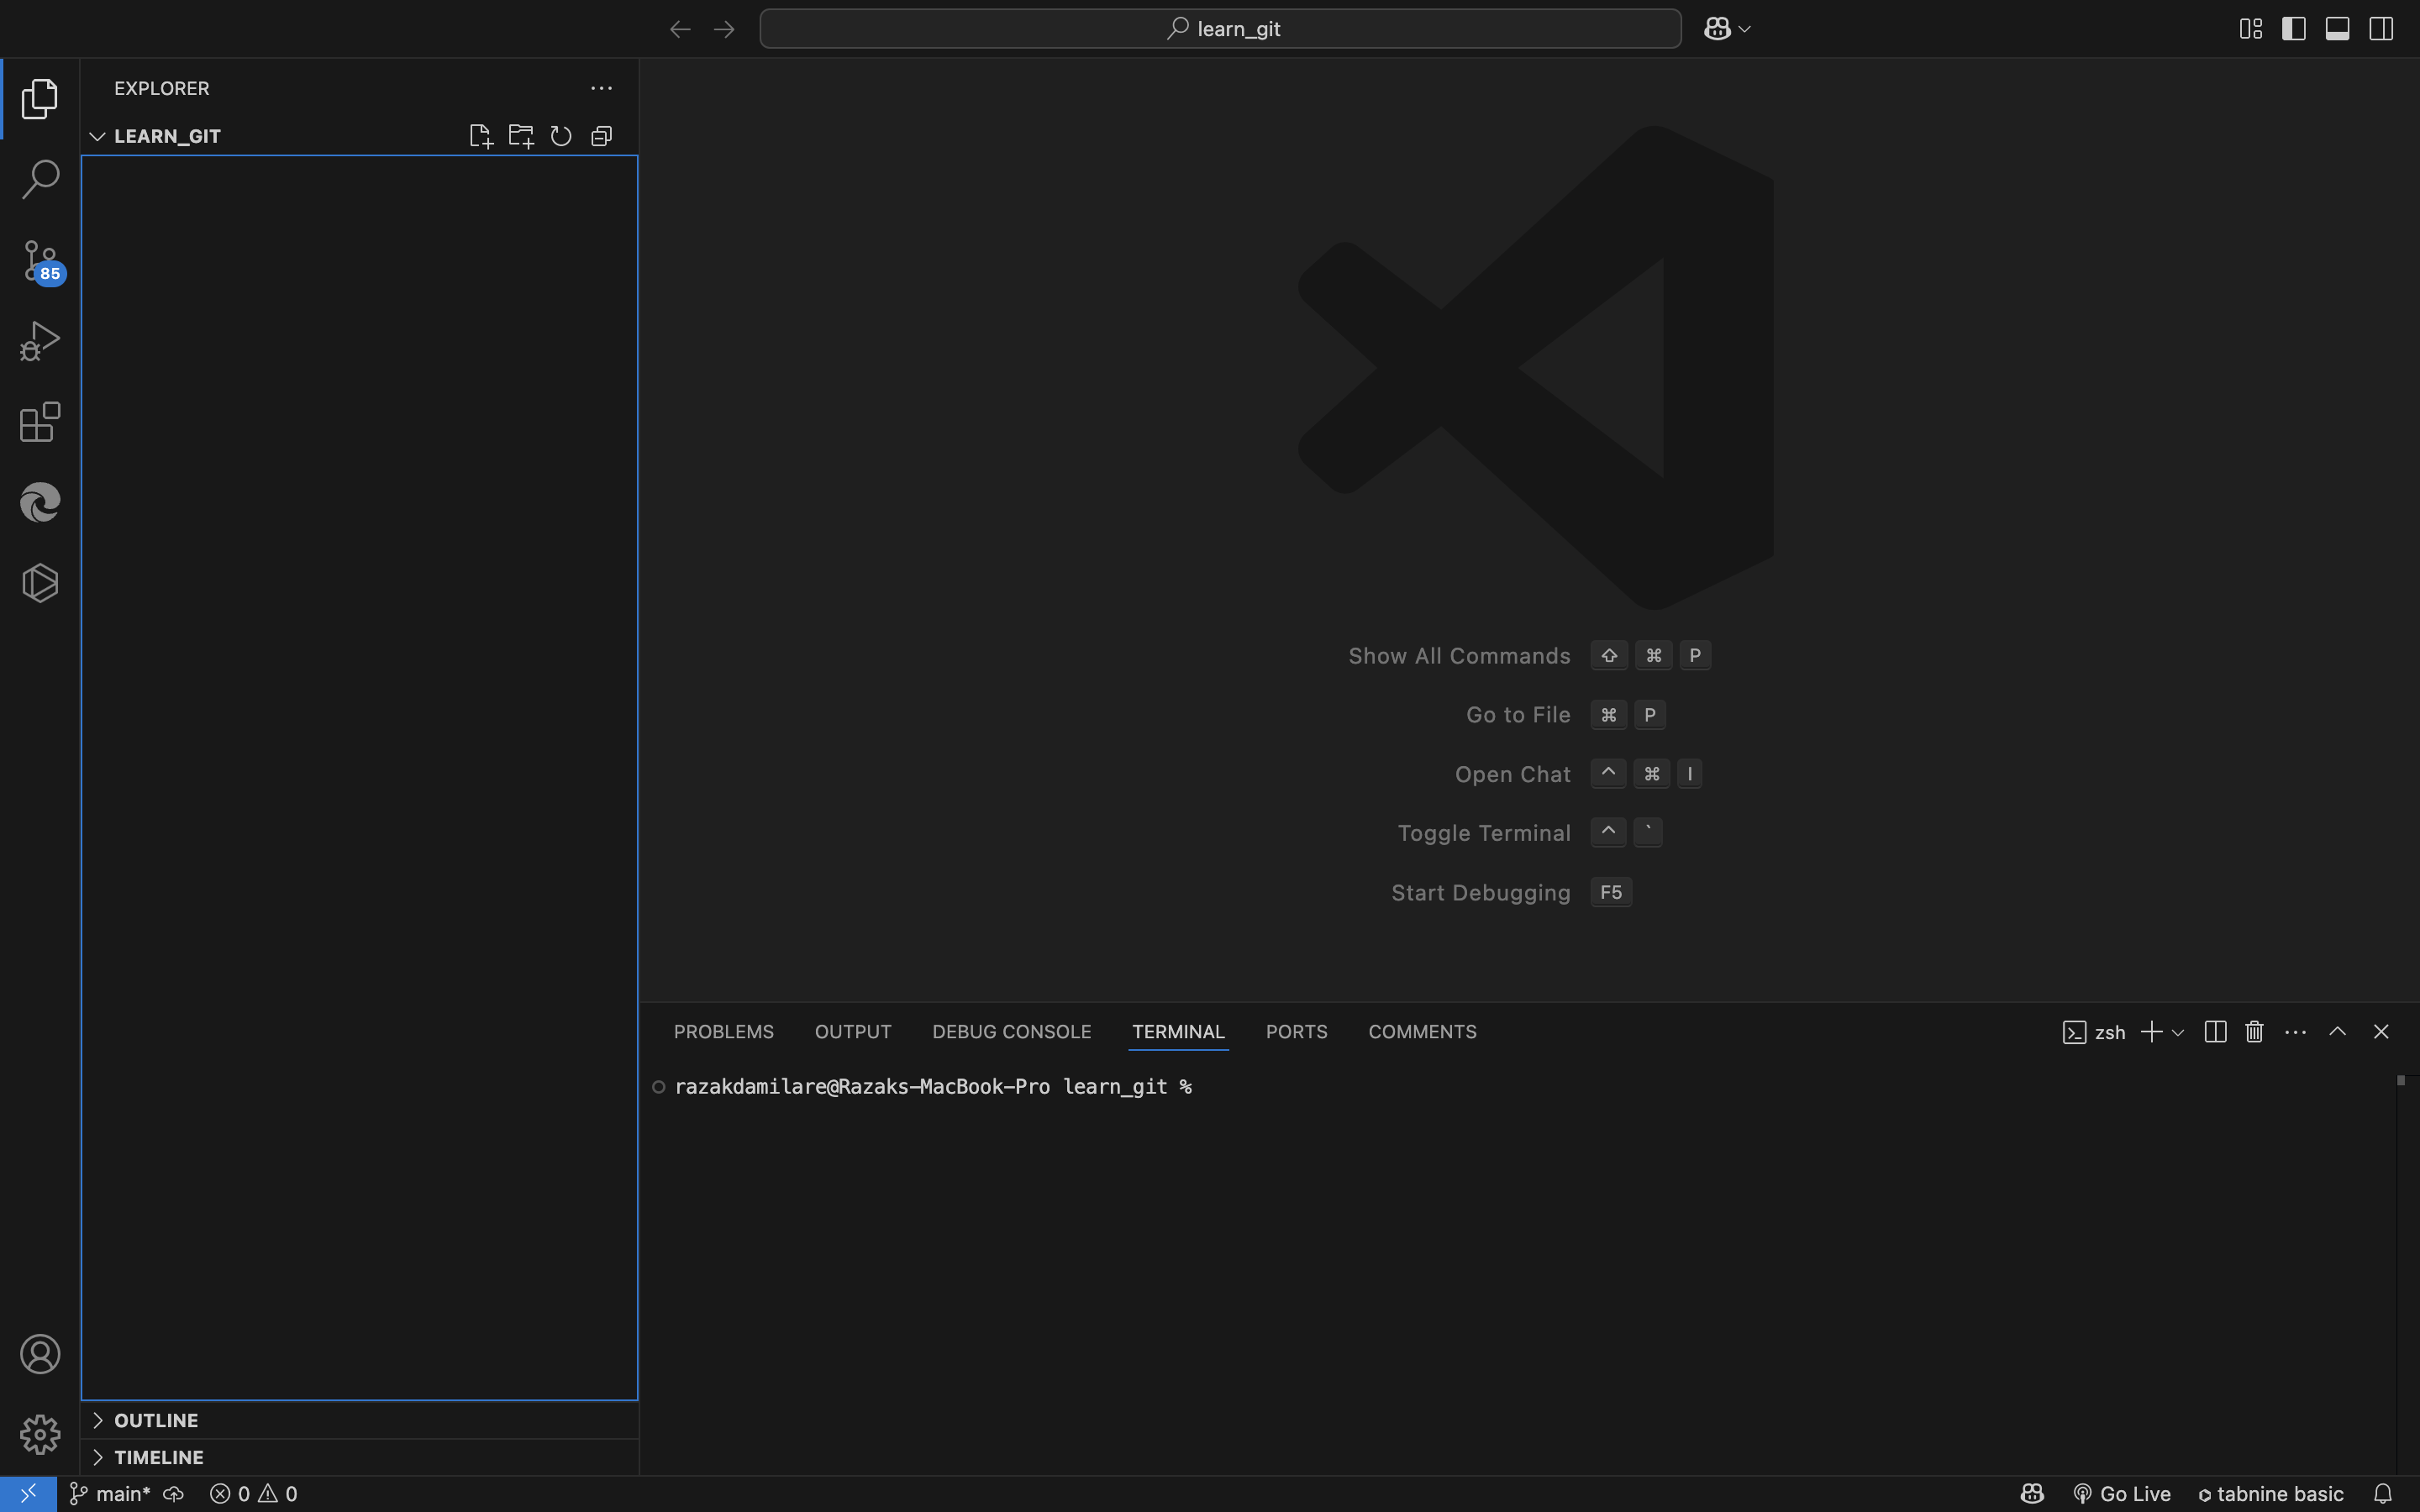 learn_git
EXPLORER
LEARN_GIT
85
Show All Commands ⇧ ⌘ P
Go to File ⌘ P
Open Chat ^ ⌘ I
Toggle Terminal ^ `
Start Debugging F5
PROBLEMS OUTPUT DEBUG CONSOLE TERMINAL PORTS COMMENTS
zsh
razakdamilare@Razaks-MacBook-Pro learn_git %
OUTLINE
TIMELINE
main* 0 0
Go Live tabnine basic